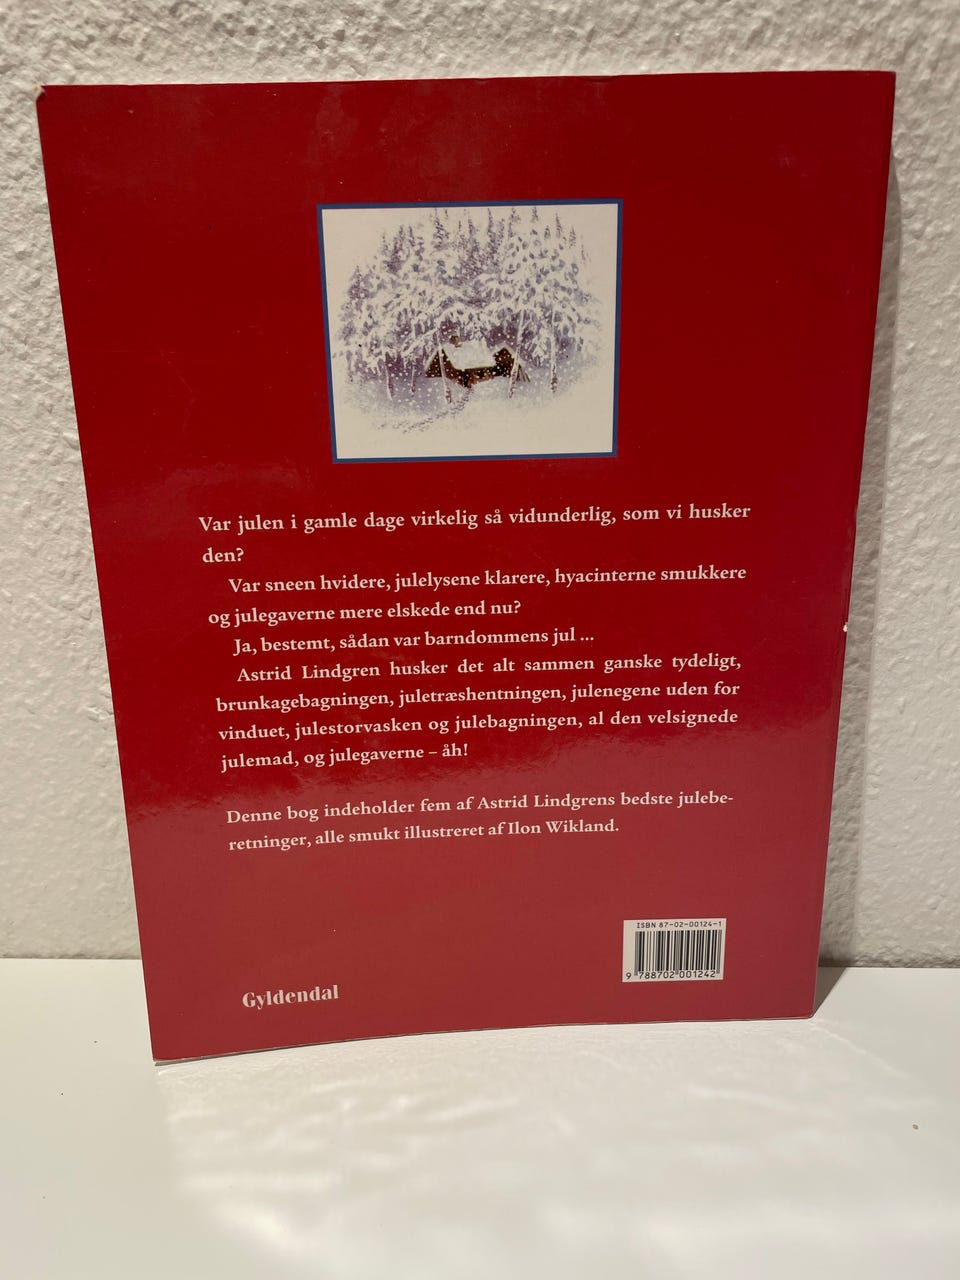 Var julen i gamle dage virkelig så vidunderlig, som vi husker
den?
Var sneen hvidere, julelysene klarere, hyacinterne smukkere
og julegaverne mere elskede end nu?
Ja, bestemt, sådan var barndommens jul ...
Astrid Lindgren husker det alt sammen ganske tydeligt,
brunkagebagningen, juletræshentningen, julenegene uden for
vinduet, julestorvasken og julebagningen, al den velsignede
julemad, og julegaverne – åh!
Denne bog indeholder fem af Astrid Lindgrens bedste julebe-
retninger, alle smukt illustreret af Ilon Wikland.
ISBN 87-02-00124-1
9 788702 001242
Gyldendal